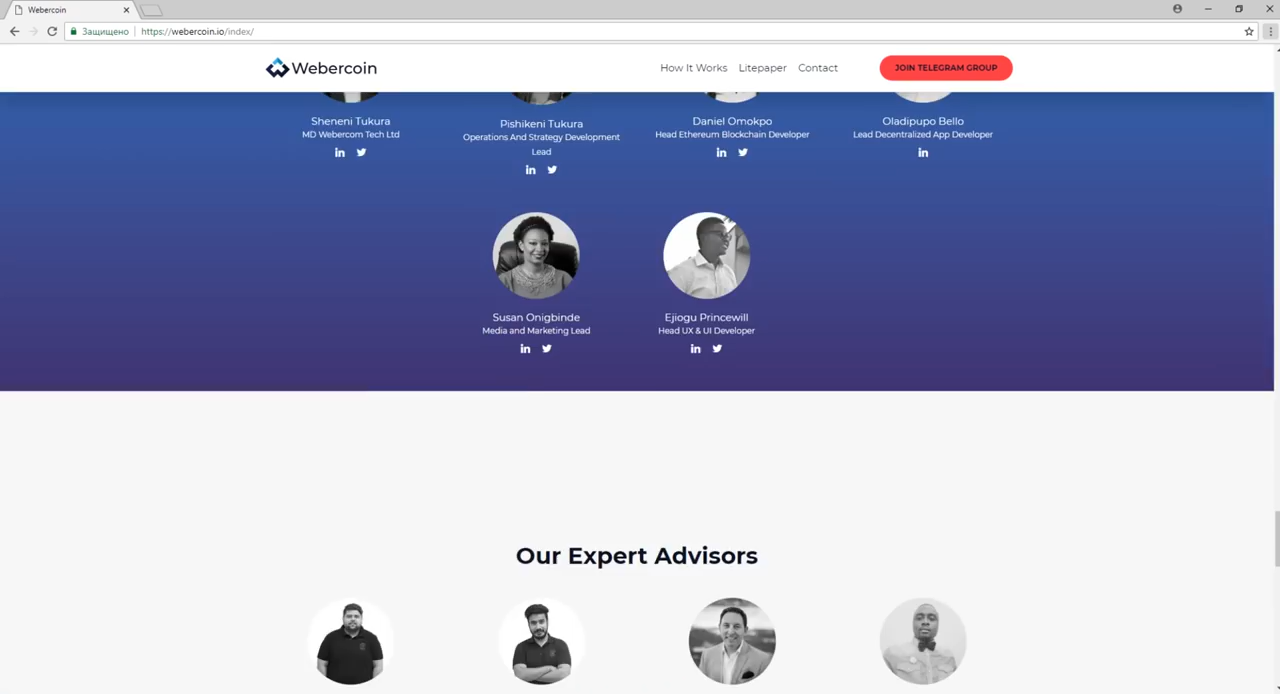 Webercoin
Защищено https://webercoin.io/index/
Webercoin
How It Works Litepaper Contact JOIN TELEGRAM GROUP
Sheneni Tukura
MD Webercom Tech Ltd
Pishikeni Tukura
Operations And Strategy Development
Lead
Daniel Omokpo
Head Ethereum Blockchain Developer
Oladipupo Bello
Lead Decentralized App Developer
Susan Onigbinde
Media and Marketing Lead
Ejiogu Princewill
Head UX & UI Developer
Our Expert Advisors